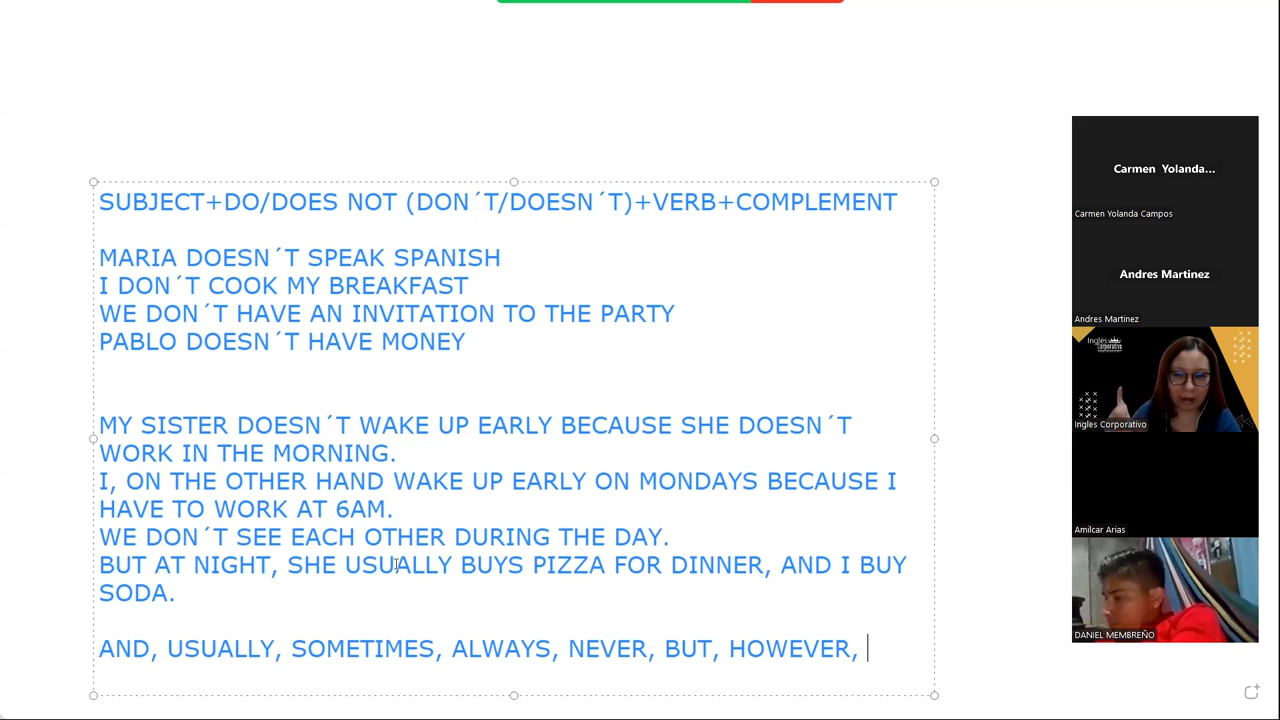 SUBJECT+DO/DOES NOT (DON´T/DOESN´T)+VERB+COMPLEMENT
MARIA DOESN´T SPEAK SPANISH
I DON´T COOK MY BREAKFAST
WE DON´T HAVE AN INVITATION TO THE PARTY
PABLO DOESN´T HAVE MONEY
MY SISTER DOESN´T WAKE UP EARLY BECAUSE SHE DOESN´T
WORK IN THE MORNING.
I, ON THE OTHER HAND WAKE UP EARLY ON MONDAYS BECAUSE I
HAVE TO WORK AT 6AM.
WE DON´T SEE EACH OTHER DURING THE DAY.
BUT AT NIGHT, SHE USUALLY BUYS PIZZA FOR DINNER, AND I BUY
SODA.
AND, USUALLY, SOMETIMES, ALWAYS, NEVER, BUT, HOWEVER,
Carmen Yolanda...
Carmen Yolanda Campos
Andres Martinez
Andres Martinez
Inglés
Corporativo
Ingles Corporativo
Amilcar Arias
DANIEL MEMBREÑO